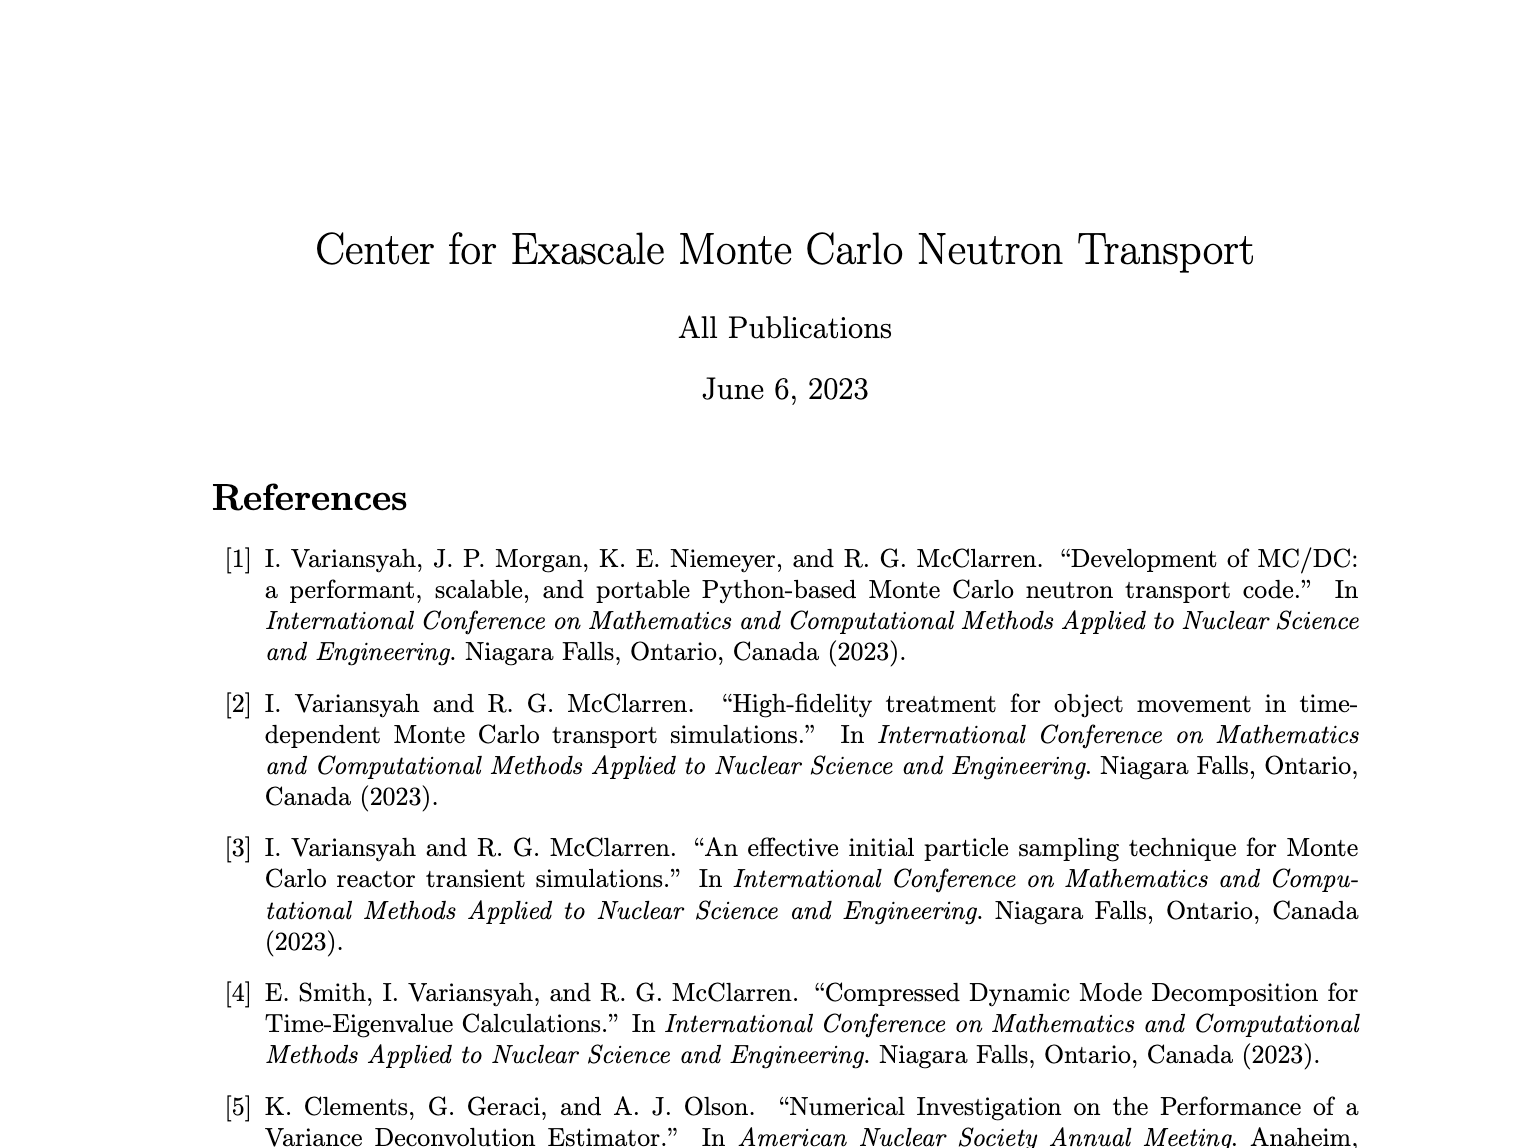 Center for Exascale Monte Carlo Neutron Transport
All Publications
June 6, 2023
References
[1] I. Variansyah, J. P. Morgan, K. E. Niemeyer, and R. G. McClarren. “Development of MC/DC:
a performant, scalable, and portable Python-based Monte Carlo neutron transport code.” In
International Conference on Mathematics and Computational Methods Applied to Nuclear Science
and Engineering. Niagara Falls, Ontario, Canada (2023).
[2] I. Variansyah and R. G. McClarren. “High-fidelity treatment for object movement in time-
dependent Monte Carlo transport simulations.” In International Conference on Mathematics
and Computational Methods Applied to Nuclear Science and Engineering. Niagara Falls, Ontario,
Canada (2023).
[3] I. Variansyah and R. G. McClarren. “An effective initial particle sampling technique for Monte
Carlo reactor transient simulations.” In International Conference on Mathematics and Compu-
tational Methods Applied to Nuclear Science and Engineering. Niagara Falls, Ontario, Canada
(2023).
[4] E. Smith, I. Variansyah, and R. G. McClarren. “Compressed Dynamic Mode Decomposition for
Time-Eigenvalue Calculations.” In International Conference on Mathematics and Computational
Methods Applied to Nuclear Science and Engineering. Niagara Falls, Ontario, Canada (2023).
[5] K. Clements, G. Geraci, and A. J. Olson. “Numerical Investigation on the Performance of a
Variance Deconvolution Estimator.” In American Nuclear Society Annual Meeting. Anaheim,